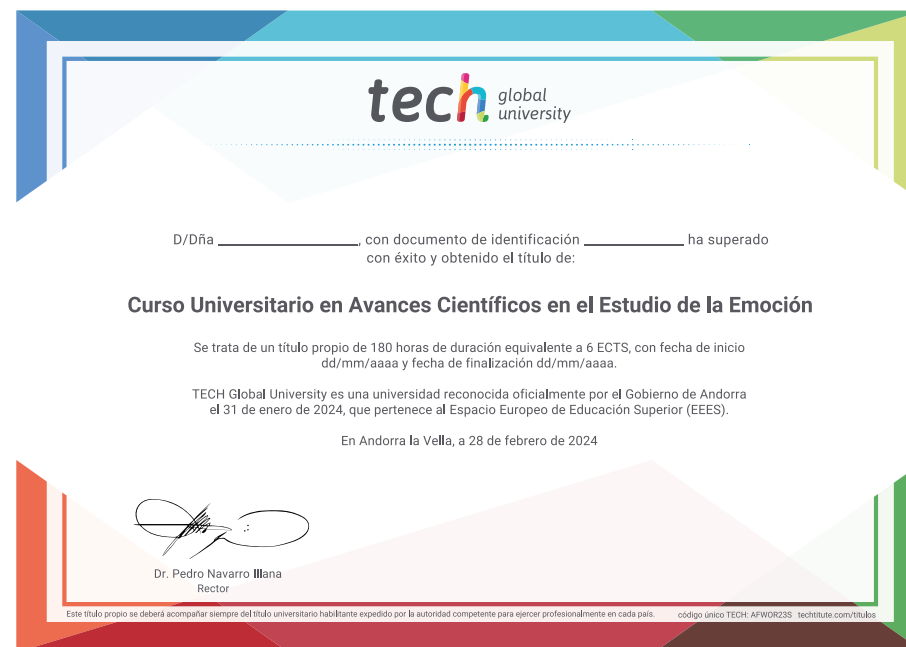 tech global university
D/Dña ____________________, con documento de identificación ______________ ha superado
con éxito y obtenido el título de:
Curso Universitario en Avances Científicos en el Estudio de la Emoción
Se trata de un título propio de 180 horas de duración equivalente a 6 ECTS, con fecha de inicio
dd/mm/aaaa y fecha de finalización dd/mm/aaaa.
TECH Global University es una universidad reconocida oficialmente por el Gobierno de Andorra
el 31 de enero de 2024, que pertenece al Espacio Europeo de Educación Superior (EEES).
En Andorra la Vella, a 28 de febrero de 2024
Dr. Pedro Navarro Illana
Rector
Este título propio se deberá acompañar siempre del título universitario habilitante expedido por la autoridad competente para ejercer profesionalmente en cada país. código único TECH: AFWOR23S techtitute.com/titulos